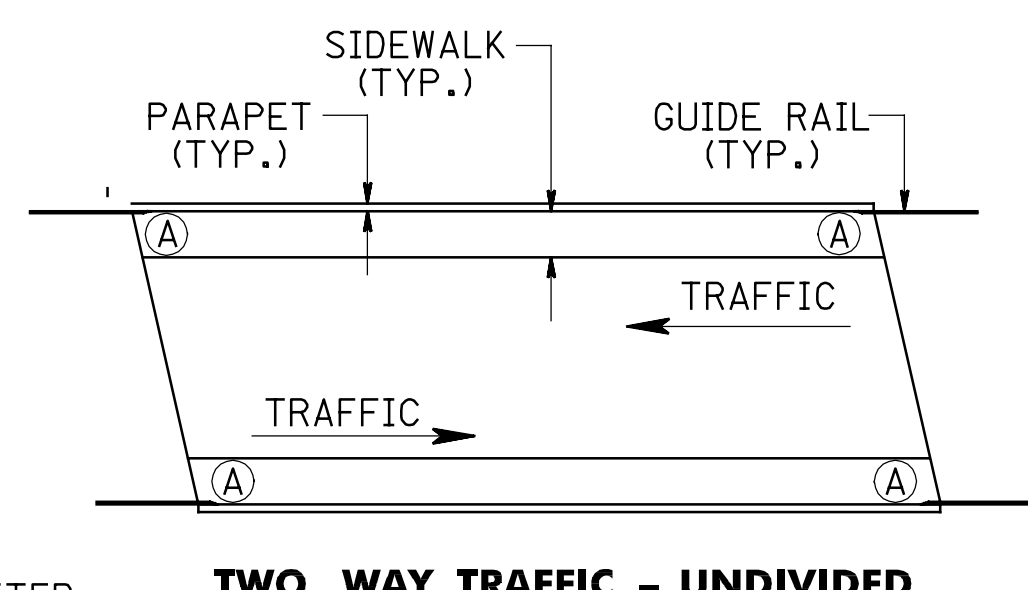 SIDEWALK
(TYP.)
PARAPET
(TYP.)
GUIDE RAIL
(TYP.)
A
A
TRAFFIC
TRAFFIC
A
A
TWO WAY TRAFFIC – UNDIVIDED